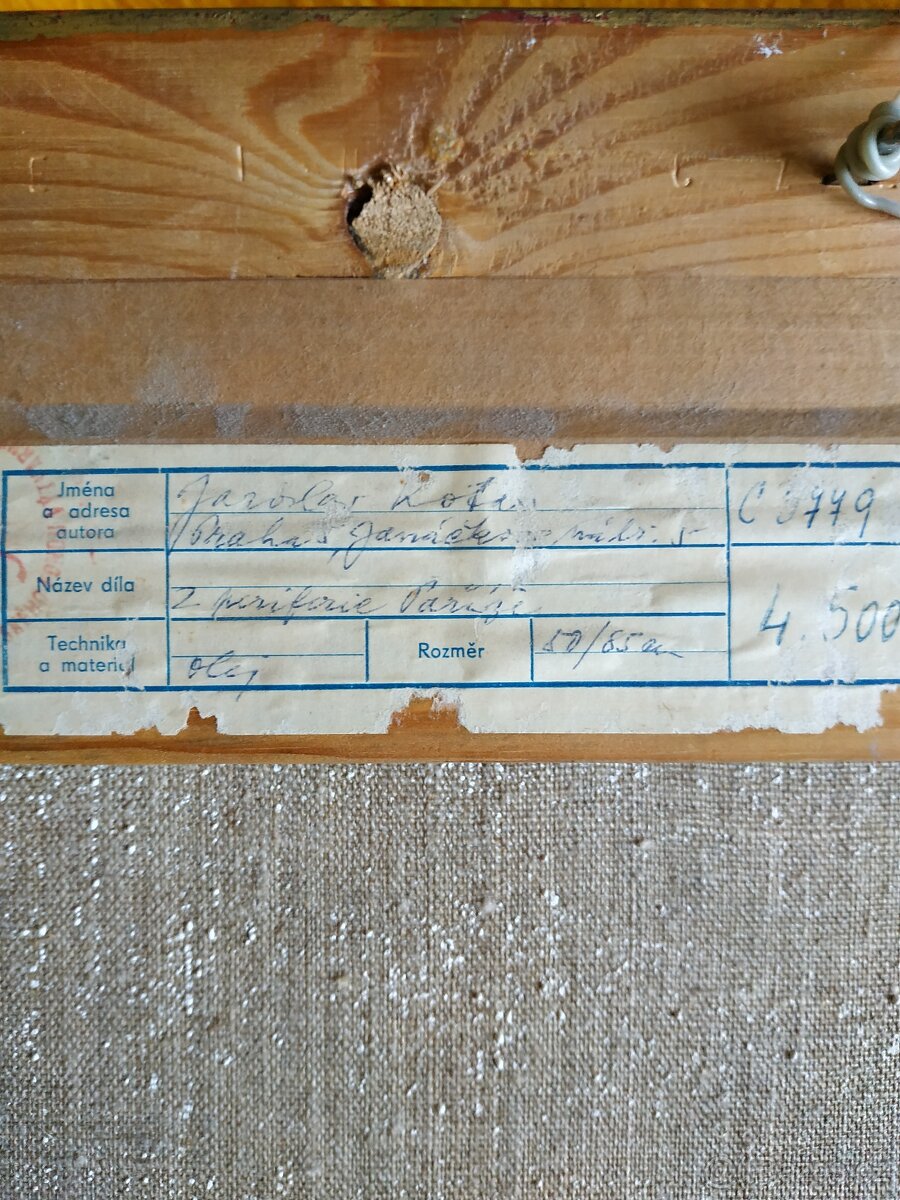 Jména
a adresa
autora
Jaroslav
Praha 5, Janáčkovo nábř. 5
C 3779
Název díla
Z periferie Paříže
4.500
Technika
a materiál
olej
Rozměr
50/85 cm